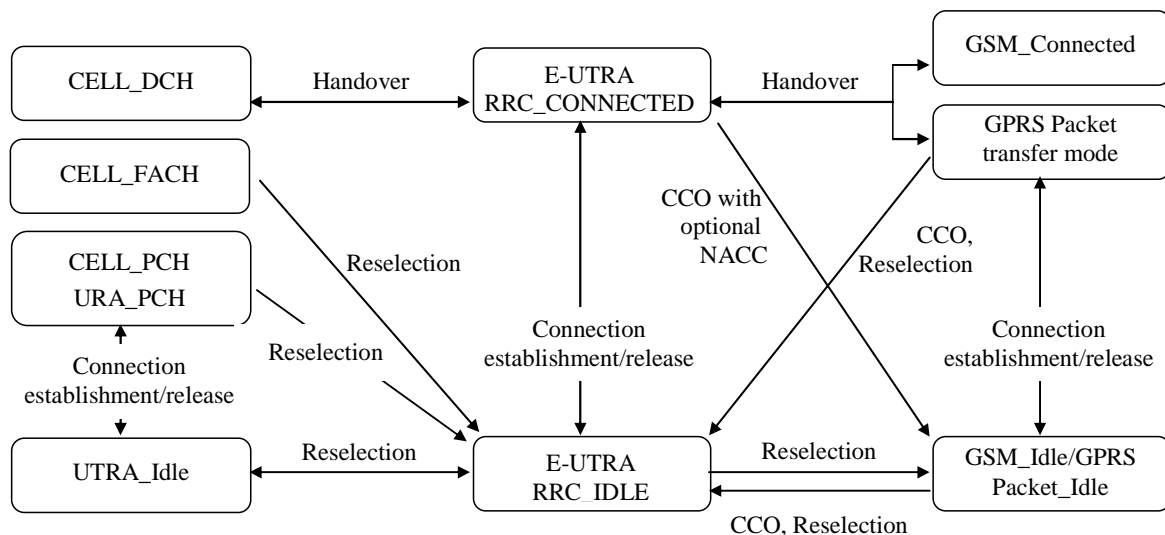 GSM_Connected
CELL_DCH
Handover
E-UTRA
RRC_CONNECTED
Handover
GPRS Packet
transfer mode
CELL_FACH
CCO with
optional
NACC
CCO,
Reselection
CELL_PCH
URA_PCH
Reselection
Reselection
Connection
establishment/release
Connection
establishment/release
Connection
establishment/release
UTRA_Idle
Reselection
E-UTRA
RRC_IDLE
Reselection
GSM_Idle/GPRS
Packet_Idle
CCO, Reselection